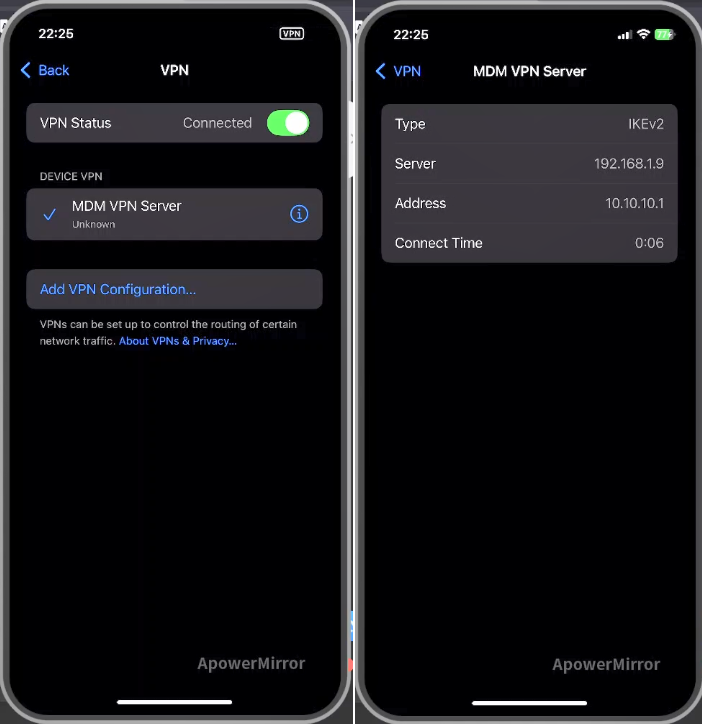 22:25
VPN
Back
VPN
VPN Status
Connected
DEVICE VPN
MDM VPN Server
Unknown
Add VPN Configuration...
VPNs can be set up to control the routing of certain
network traffic. About VPNs & Privacy...
ApowerMirror
22:25
77
VPN
MDM VPN Server
Type
IKEv2
Server
192.168.1.9
Address
10.10.10.1
Connect Time
0:06
ApowerMirror